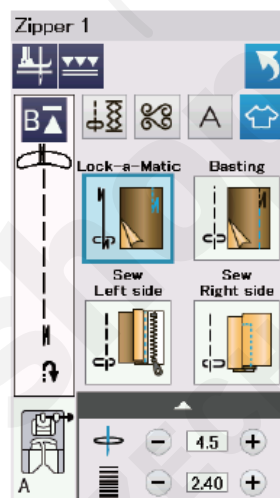 Zipper 1
B
A
Lock-a-Matic Basting
Sew Left side
Sew Right side
4.5
A
2.40